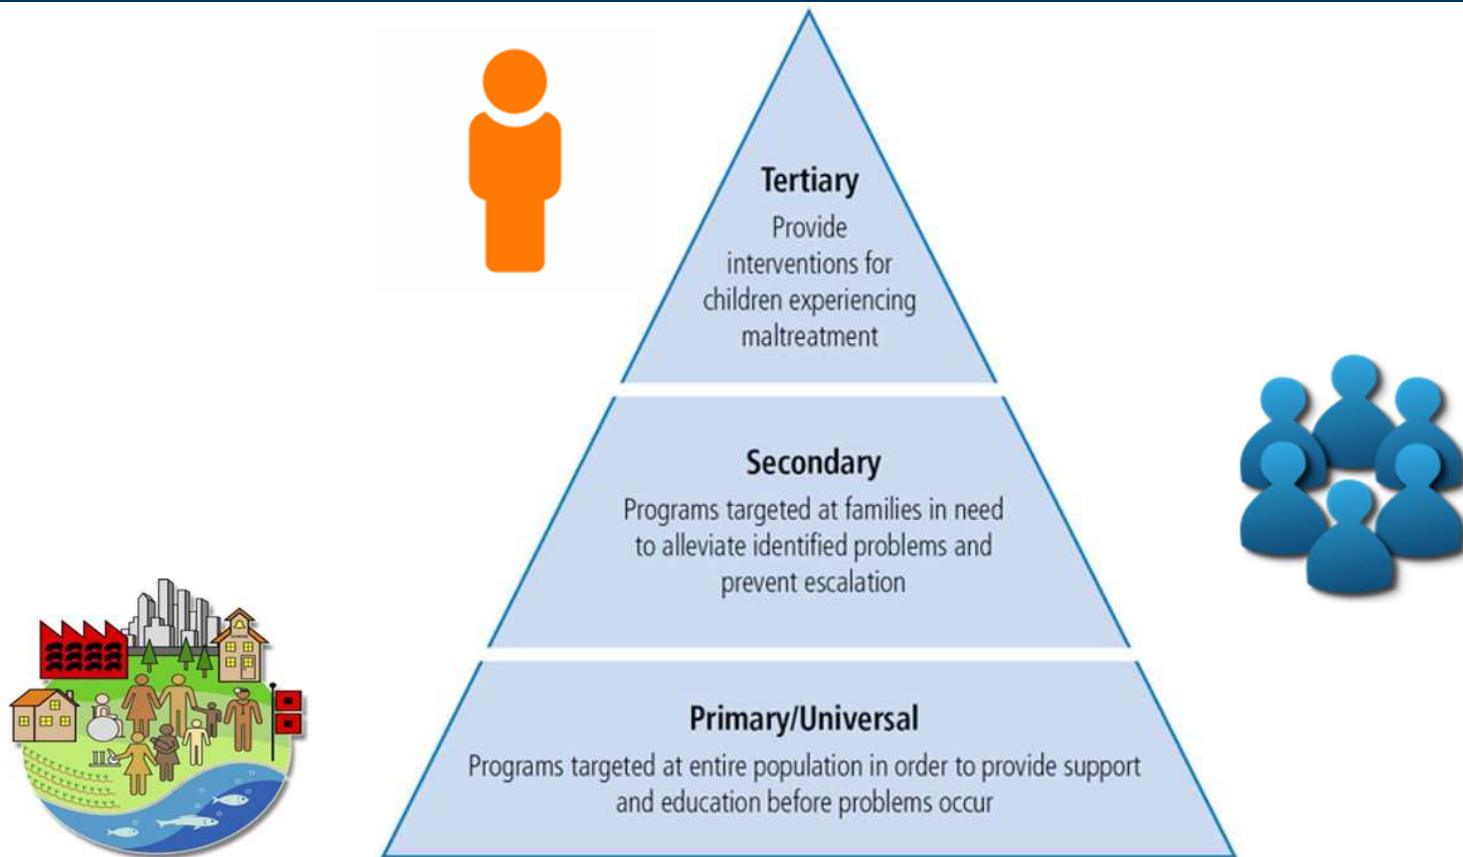 Tertiary
Provide
interventions for
children experiencing
maltreatment
Secondary
Programs targeted at families in need
to alleviate identified problems and
prevent escalation
Primary/Universal
Programs targeted at entire population in order to provide support
and education before problems occur